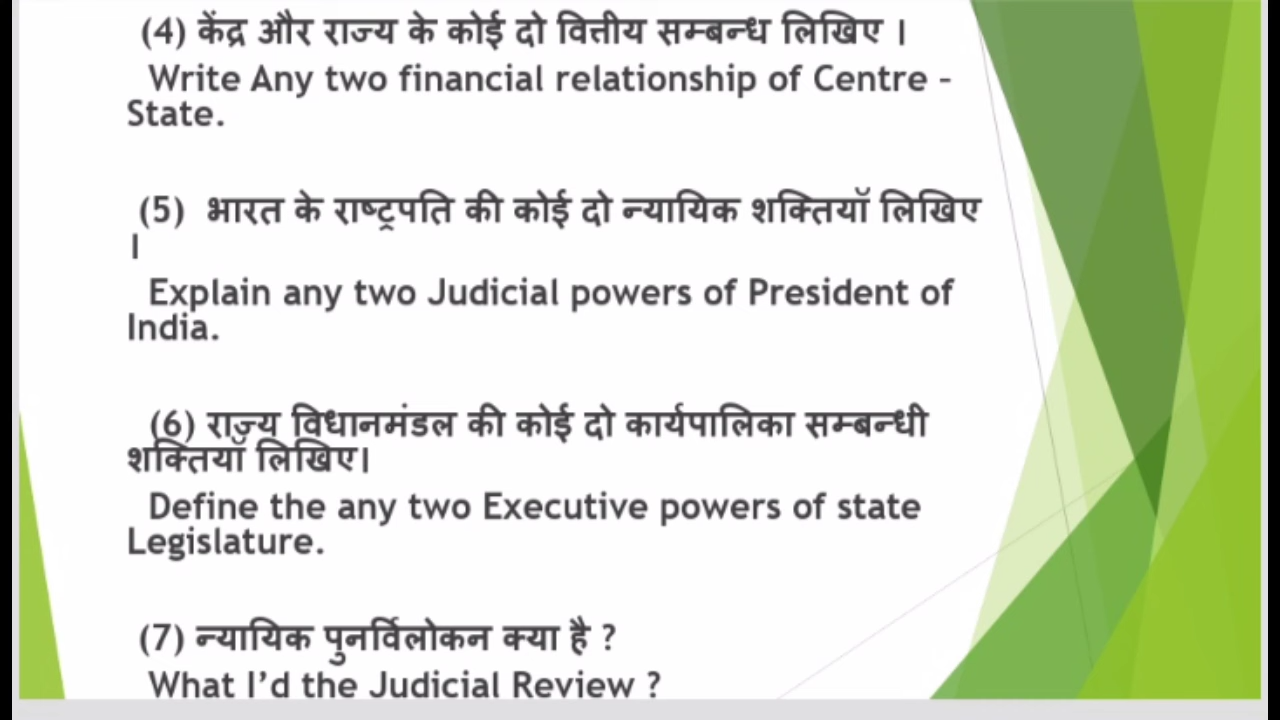 (4) केंद्र और राज्य के कोई दो वित्तीय सम्बन्ध लिखिए ।
Write Any two financial relationship of Centre –
State.
(5) भारत के राष्ट्रपति की कोई दो न्यायिक शक्तियाॅं लिखिए
।
Explain any two Judicial powers of President of
India.
(6) राज्य विधानमंडल की कोई दो कार्यपालिका सम्बन्धी
शक्तियाॅं लिखिए।
Define the any two Executive powers of state
Legislature.
(7) न्यायिक पुनर्विलोकन क्या है ?
What I’d the Judicial Review ?